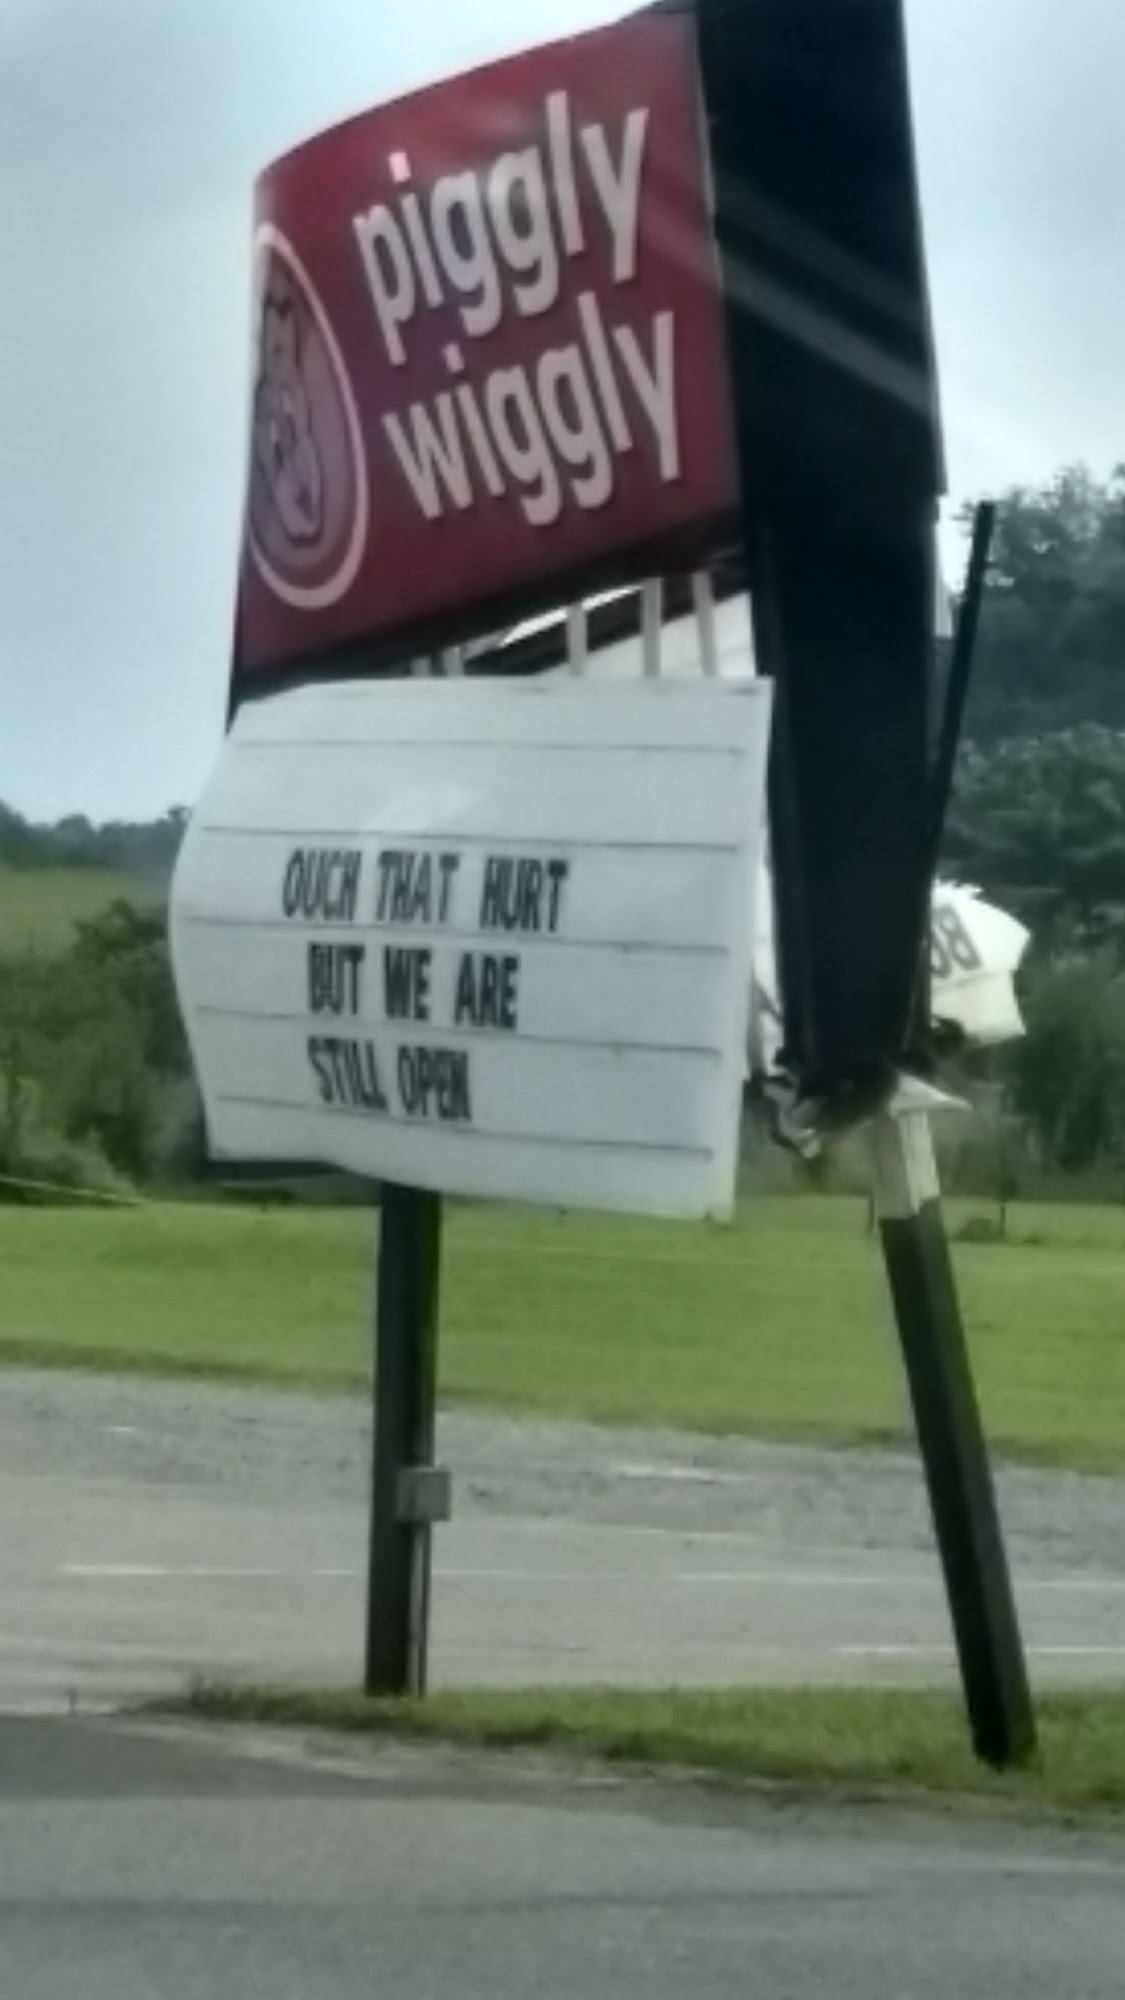 piggly
wiggly
OUCH THAT HURT
BUT WE ARE
STILL OPEN